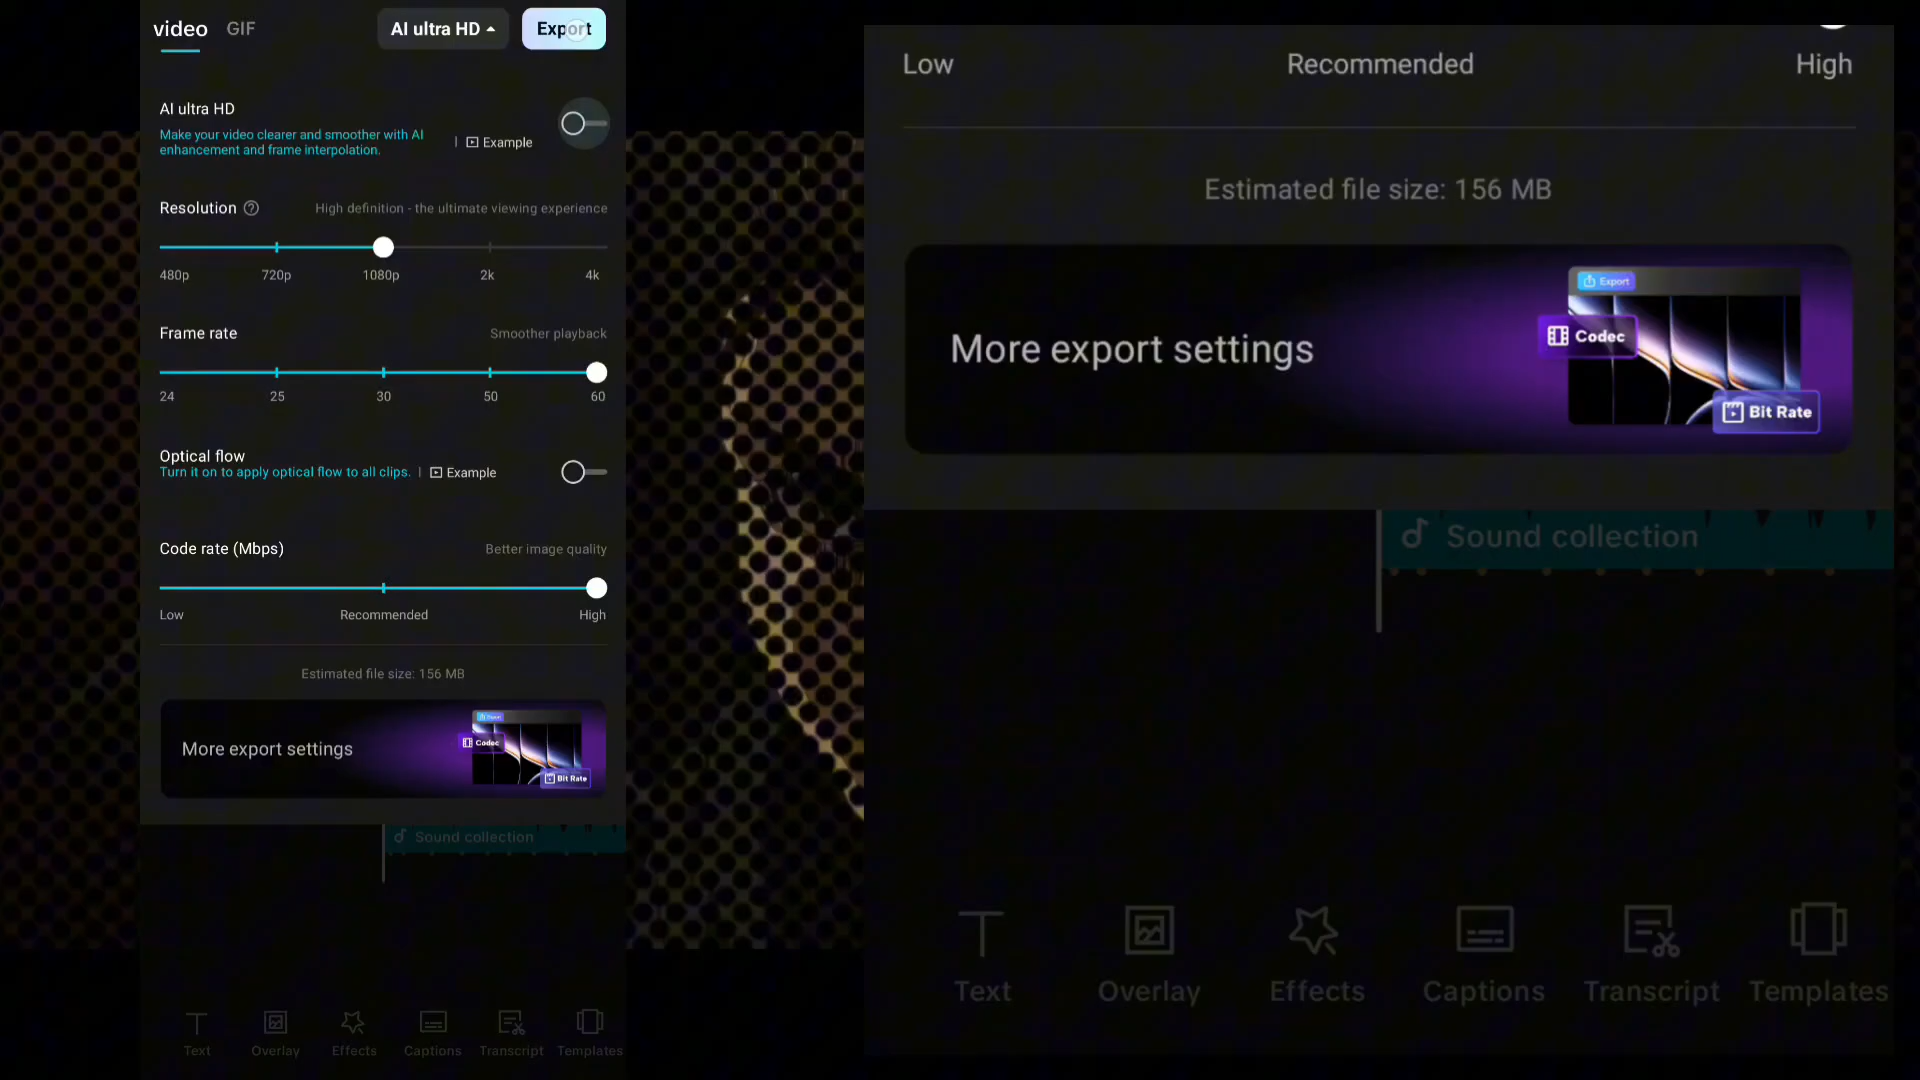 video GIF AI ultra HD Export
AI ultra HD
Make your video clearer and smoother with AI
enhancement and frame interpolation.
Example
Resolution High definition - the ultimate viewing experience
480p 720p 1080p 2k 4k
Frame rate Smoother playback
24 25 30 50 60
Optical flow
Turn it on to apply optical flow to all clips. Example
Code rate (Mbps) Better image quality
Low Recommended High
Estimated file size: 156 MB
More export settings
Export
Codec
Bit Rate
Sound collection
Text Overlay Effects Captions Transcript Templates
Low Recommended High
Estimated file size: 156 MB
Export
Codec
More export settings
Bit Rate
Sound collection
Text Overlay Effects Captions Transcript Templates